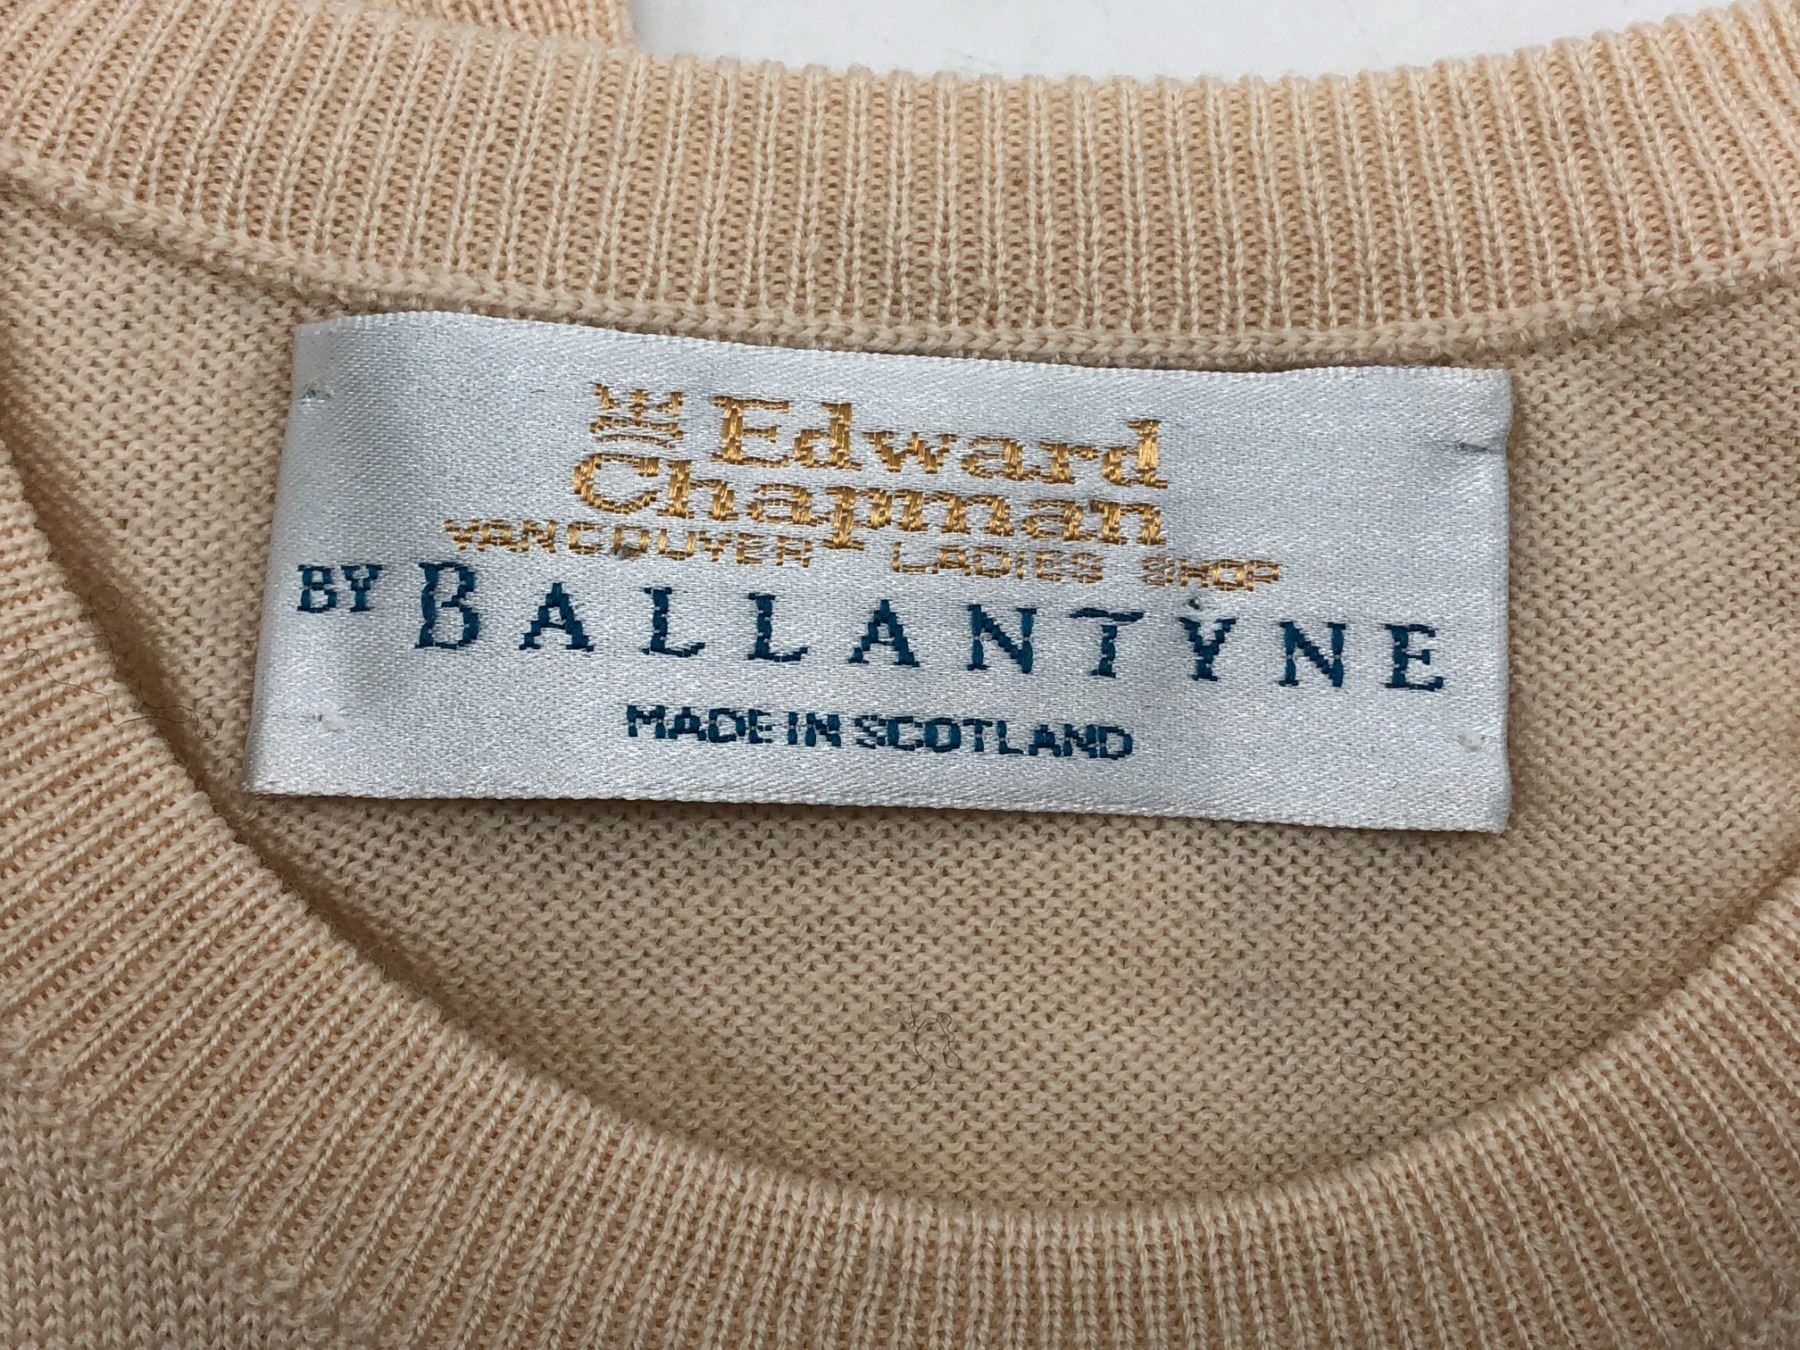 Edward
Chapman
VANCOUVER LADIES SHOP
BY BALLANTYNE
MADE IN SCOTLAND